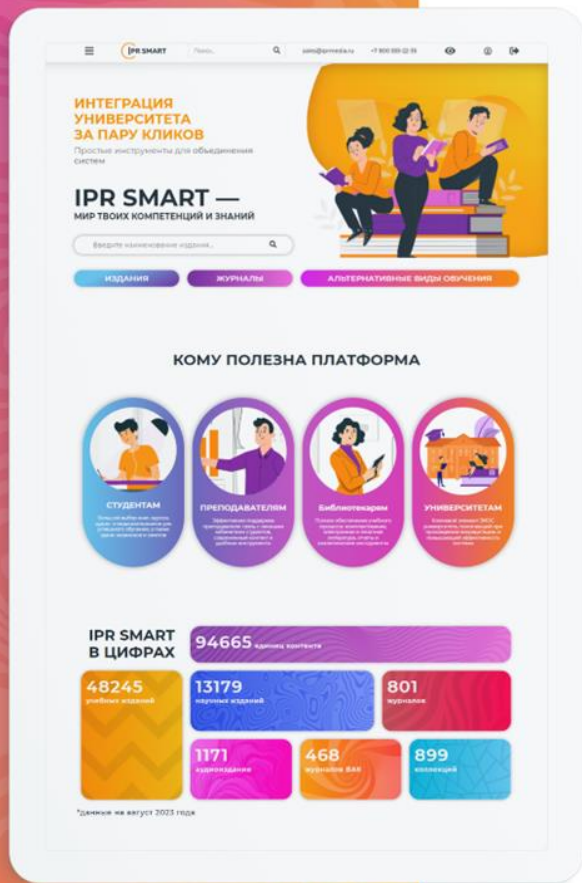 IPR SMART
Поиск...
+7 800 555 22 35
ИНТЕГРАЦИЯ
УНИВЕРСИТЕТА
ЗА ПАРУ КЛИКОВ
Простые инструменты для объединения
систем
IPR SMART —
МИР ТВОИХ КОМПЕТЕНЦИЙ И ЗНАНИЙ
Введите наименование издания...
ИЗДАНИЯ
ЖУРНАЛЫ
АЛЬТЕРНАТИВНЫЕ ВИДЫ ОБУЧЕНИЯ
КОМУ ПОЛЕЗНА ПЛАТФОРМА
СТУДЕНТАМ
ПРЕПОДАВАТЕЛЯМ
Библиотекарям
УНИВЕРСИТЕТАМ
IPR SMART
В ЦИФРАХ
94665 единиц контента
48245
учебных изданий
13179
научных изданий
801
журналов
1171
аудиоиздание
468
журналов ВАК
899
коллекций
*данные на август 2023 года